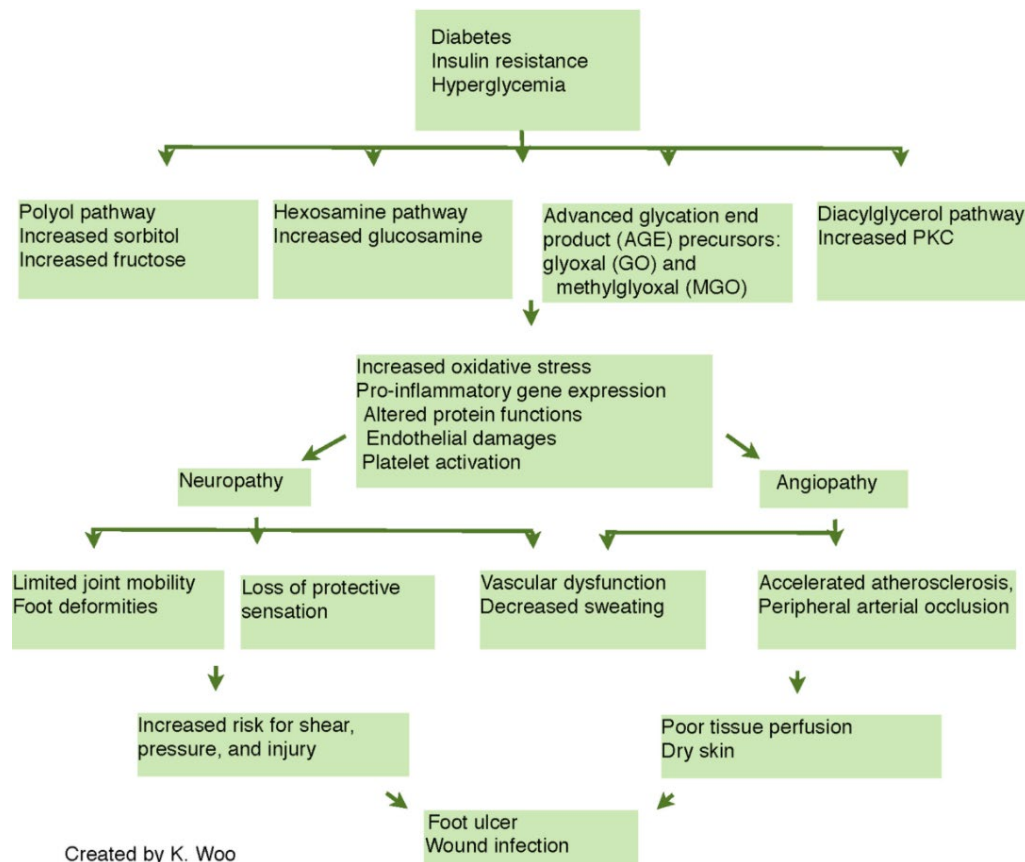 Diabetes
Insulin resistance
Hyperglycemia
Polyol pathway
Increased sorbitol
Increased fructose
Hexosamine pathway
Increased glucosamine
Advanced glycation end
product (AGE) precursors:
glyoxal (GO) and
methylglyoxal (MGO)
Diacylglycerol pathway
Increased PKC
Increased oxidative stress
Pro-inflammatory gene expression
Altered protein functions
Endothelial damages
Platelet activation
Neuropathy
Angiopathy
Limited joint mobility
Foot deformities
Loss of protective
sensation
Vascular dysfunction
Decreased sweating
Accelerated atherosclerosis,
Peripheral arterial occlusion
Increased risk for shear,
pressure, and injury
Poor tissue perfusion
Dry skin
Foot ulcer
Wound infection
Created by K. Woo